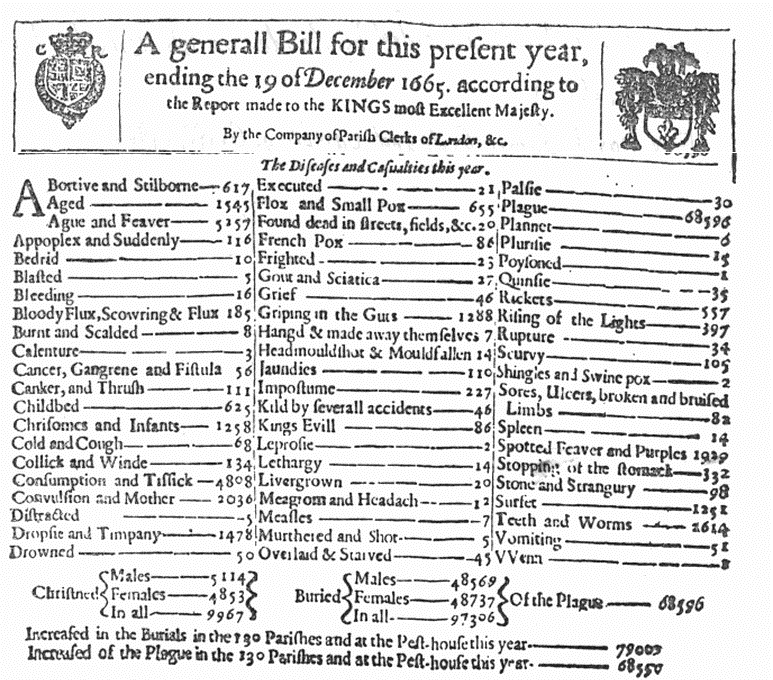 C R
A generall Bill for this preſent year,
ending the 19 of December 1665. according to
the Report made to the KINGS moſt Excellent Majeſty.
By the Company of Pariſh Clerks of London, &c.
The Diſeaſes and Caſualties this year.
ABortive and Stilborne — 617
Aged — 1545
Ague and Feaver — 5257
Appoplex and Suddenly — 116
Bedrid — 10
Blaſted — 5
Bleeding — 16
Bloody Flux, Scowring & Flux 185
Burnt and Scalded — 8
Calenture — 3
Cancer, Gangrene and Fiſtula 56
Canker, and Thruſh — 111
Childbed — 625
Chriſomes and Infants — 1258
Cold and Cough — 68
Collick and Winde — 134
Conſumption and Tiſſick — 4808
Convulſion and Mother — 2036
Diſtracted — 5
Dropſie and Timpany — 1478
Drowned — 50
Executed — 21
Flox and Small Pox — 655
Found dead in ſtreets, fields, &c. 20
French Pox — 86
Frighted — 23
Gout and Sciatica — 27
Grief — 46
Griping in the Guts — 1288
Hangd & made away themſelves 7
Headmouldſhot & Mouldfallen 14
Jaundies — 110
Impoſtume — 227
Kild by ſeverall accidents — 46
Kings Evill — 86
Leproſie — 2
Lethargy — 14
Livergrown — 20
Meagrom and Headach — 12
Meaſles — 7
Murthered and Shot — 5
Overlaid & Starved — 45
Palſie — 30
Plague — 68596
Plannet — 6
Pluriſie — 15
Poyſoned — 1
Quinſie — 35
Rickets — 557
Riſing of the Lights — 397
Rupture — 34
Scurvy — 105
Shingles and Swine pox — 2
Sores, Ulcers, broken and bruiſed
Limbs — 82
Spleen — 14
Spotted Feaver and Purples 1929
Stopping of the ſtomack — 332
Stone and Strangury — 98
Surfet — 1251
Teeth and Worms — 2614
Vomiting — 51
VVenn — 8
Chriſtned
Males — 5114
Females — 4853
In all — 9967
Buried
Males — 48569
Females — 48737
In all — 97306
Of the Plague — 68596
Increaſed in the Burials in the 130 Pariſhes and at the Peſt-houſe this year — 79009
Increaſed of the Plague in the 130 Pariſhes and at the Peſt-houſe this year — 68590